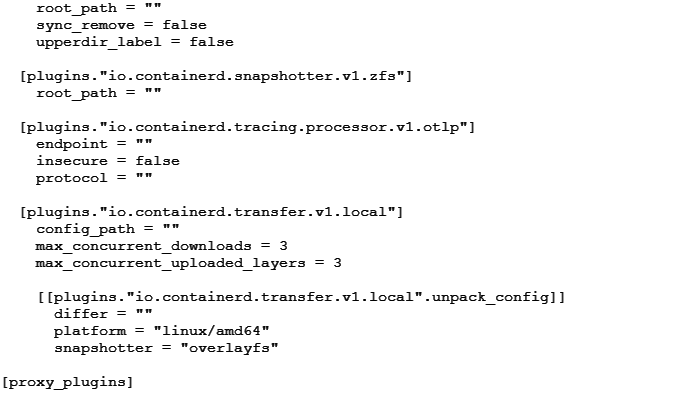 root_path = ""
sync_remove = false
upperdir_label = false
[plugins."io.containerd.snapshotter.v1.zfs"]
root_path = ""
[plugins."io.containerd.tracing.processor.v1.otlp"]
endpoint = ""
insecure = false
protocol = ""
[plugins."io.containerd.transfer.v1.local"]
config_path = ""
max_concurrent_downloads = 3
max_concurrent_uploaded_layers = 3
[[plugins."io.containerd.transfer.v1.local".unpack_config]]
differ = ""
platform = "linux/amd64"
snapshotter = "overlayfs"
[proxy_plugins]